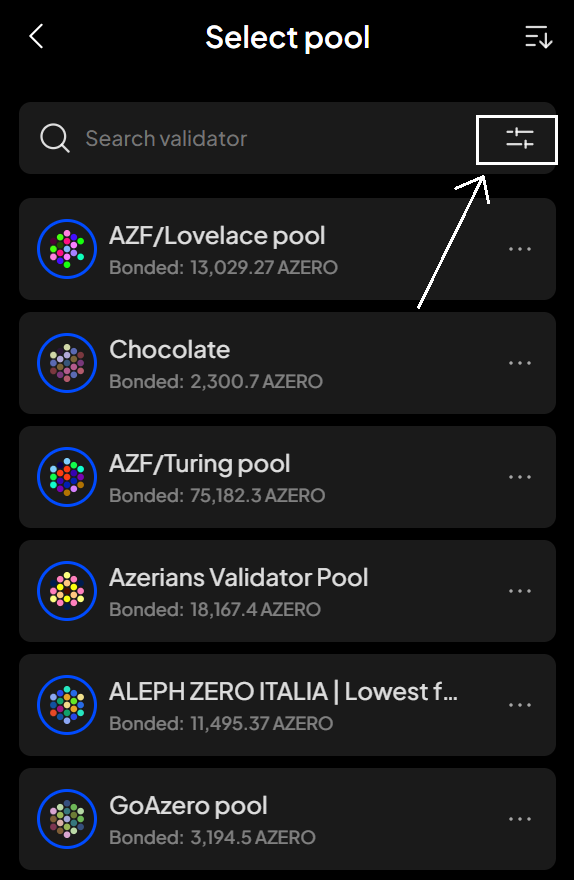 Select pool
Search validator
AZF/Lovelace pool
Bonded: 13,029.27 AZERO
Chocolate
Bonded: 2,300.7 AZERO
AZF/Turing pool
Bonded: 75,182.3 AZERO
Azerians Validator Pool
Bonded: 18,167.4 AZERO
ALEPH ZERO ITALIA | Lowest f...
Bonded: 11,495.37 AZERO
GoAzero pool
Bonded: 3,194.5 AZERO